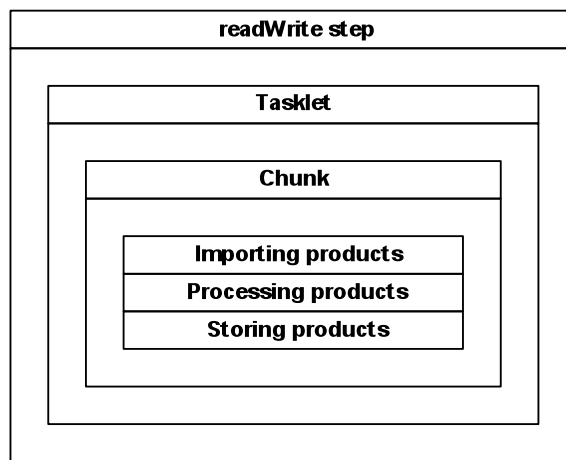 readWrite step
Tasklet
Chunk
Importing products
Processing products
Storing products